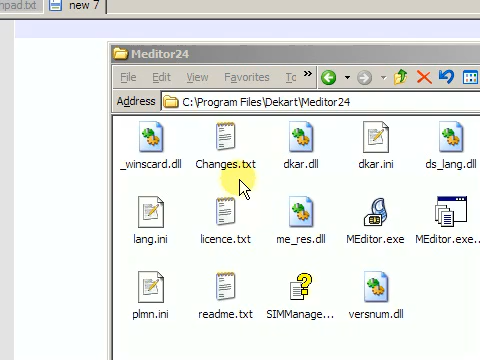 npad.txt new 7
Meditor24
File Edit View Favorites To »
Address C:\Program Files\Dekart\Meditor24
_winscard.dll Changes.txt dkar.dll dkar.ini ds_lang.dll
lang.ini licence.txt me_res.dll MEditor.exe MEditor.exe...
plmn.ini readme.txt SIMManage... versnum.dll